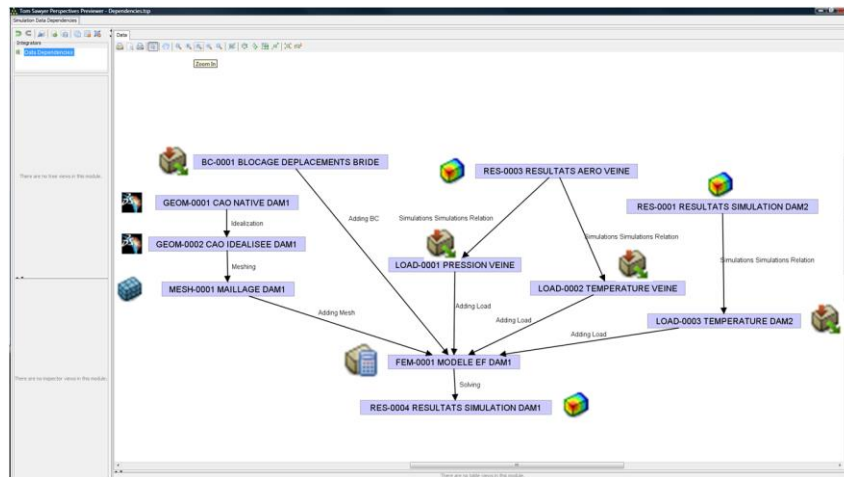 Tom Sawyer Perspectives Previewer - Dependencies.tsp
Simulation Data Dependencies
Integrators
Data Dependencies
Data
Zoom In
There are no tree views in this module.
There are no inspector views in this module.
BC-0001 BLOCAGE DEPLACEMENTS BRIDE
RES-0003 RESULTATS AERO VEINE
GEOM-0001 CAO NATIVE DAM1
RES-0001 RESULTATS SIMULATION DAM2
Adding BC
Simulations Simulations Relation
Idealization
GEOM-0002 CAO IDEALISEE DAM1
Simulations Simulations Relation
Meshing
LOAD-0001 PRESSION VEINE
Simulations Simulations Relation
MESH-0001 MAILLAGE DAM1
LOAD-0002 TEMPERATURE VEINE
Adding Load
Adding Mesh
Adding Load
LOAD-0003 TEMPERATURE DAM2
Adding Load
FEM-0001 MODELE EF DAM1
Solving
RES-0004 RESULTATS SIMULATION DAM1
There are no table views in this module.